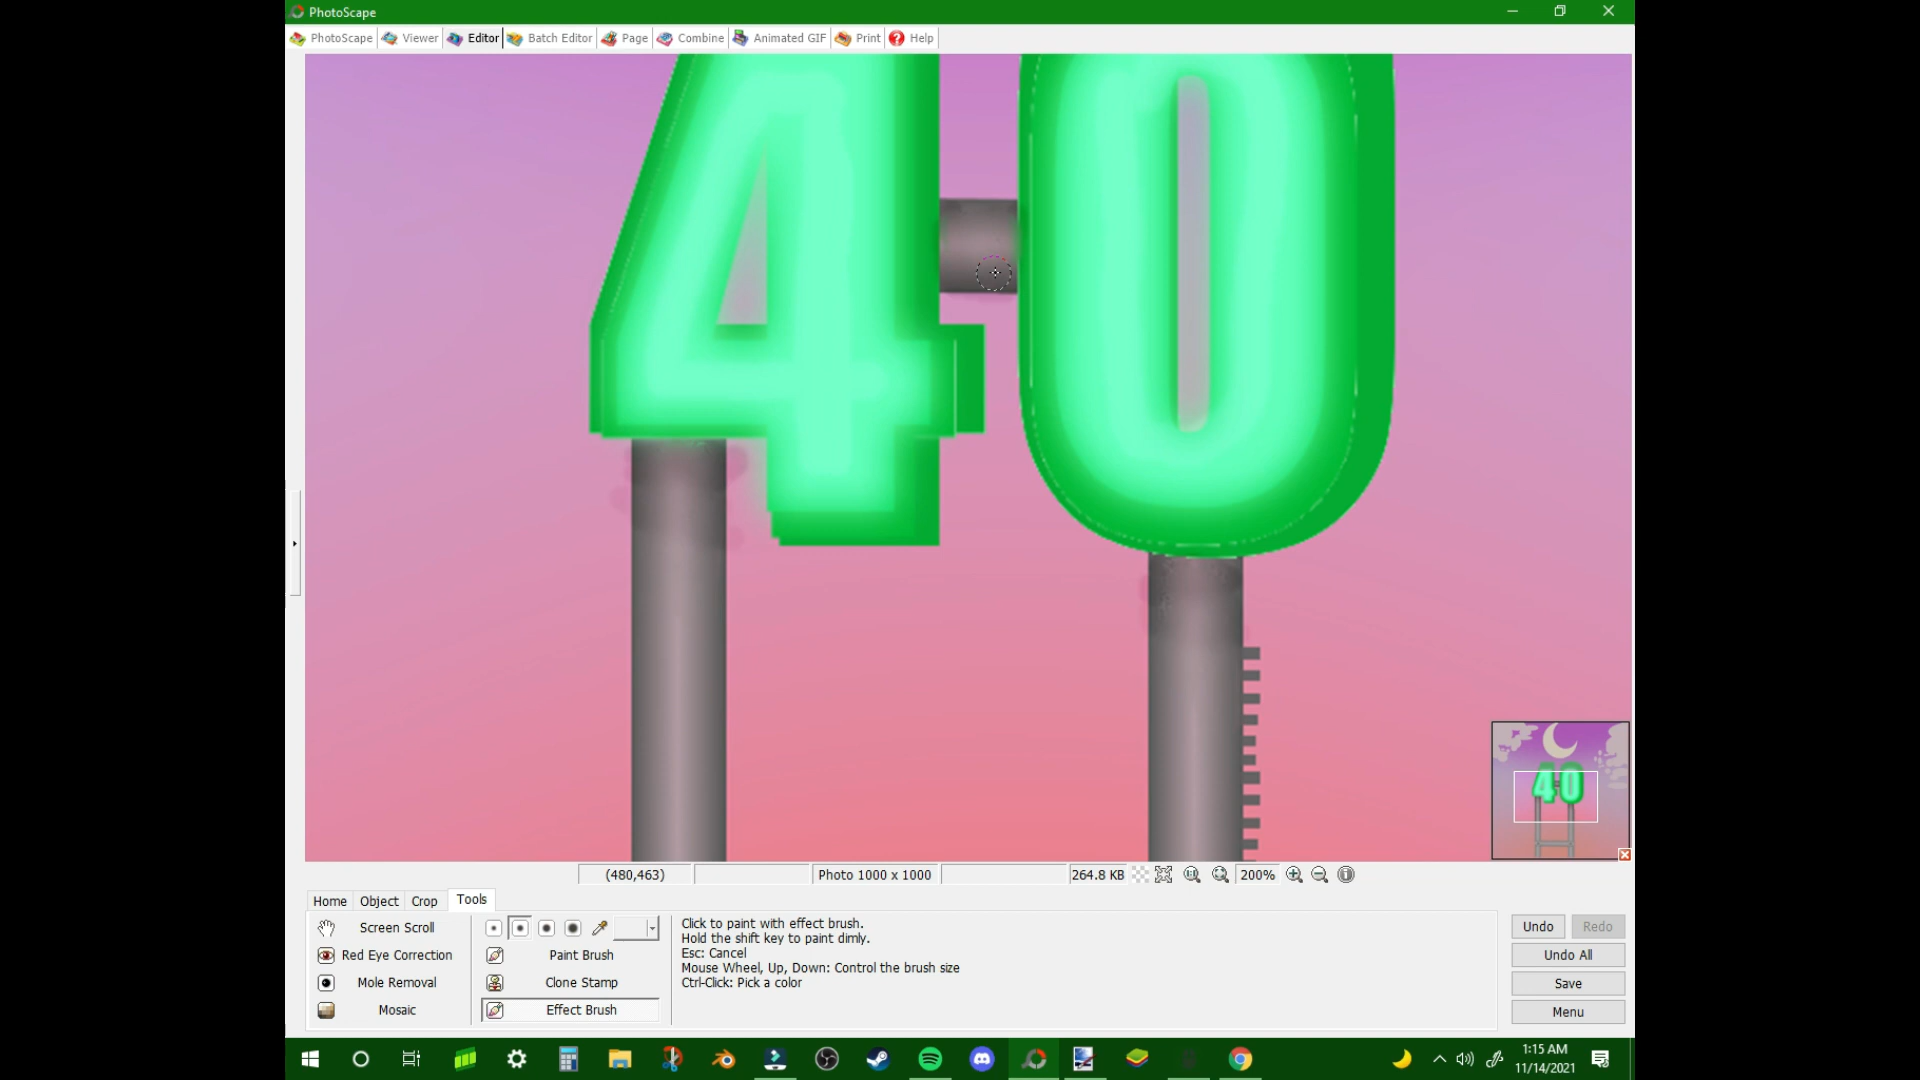 PhotoScape
PhotoScape Viewer Editor Batch Editor Page Combine Animated GIF Print Help
40
40
(480,463) Photo 1000 x 1000 264.8 KB 200%
Home Object Crop Tools
Screen Scroll
Red Eye Correction
Mole Removal
Mosaic
Paint Brush
Clone Stamp
Effect Brush
Click to paint with effect brush.
Hold the shift key to paint dimly.
Esc: Cancel
Mouse Wheel, Up, Down: Control the brush size
Ctrl-Click: Pick a color
Undo Redo
Undo All
Save
Menu
1:15 AM
11/14/2021